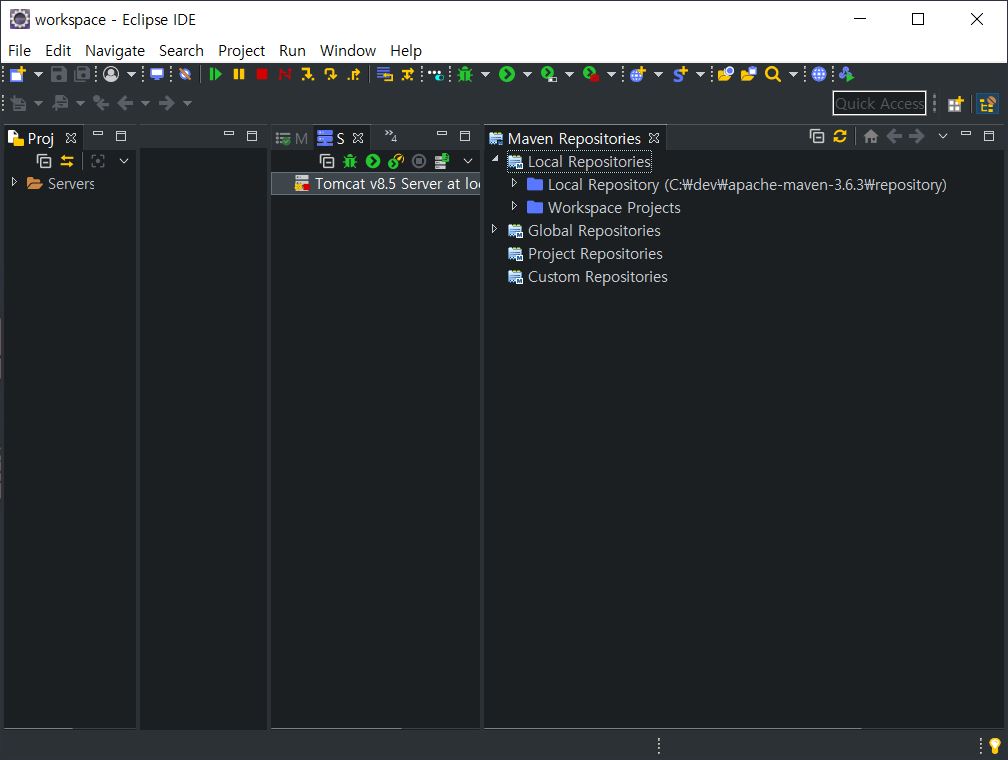 workspace - Eclipse IDE
File Edit Navigate Search Project Run Window Help
Quick Access
Proj
M
S
»4
Maven Repositories
Servers
Tomcat v8.5 Server at lo
Local Repositories
Local Repository (C:₩dev₩apache-maven-3.6.3₩repository)
Workspace Projects
Global Repositories
Project Repositories
Custom Repositories